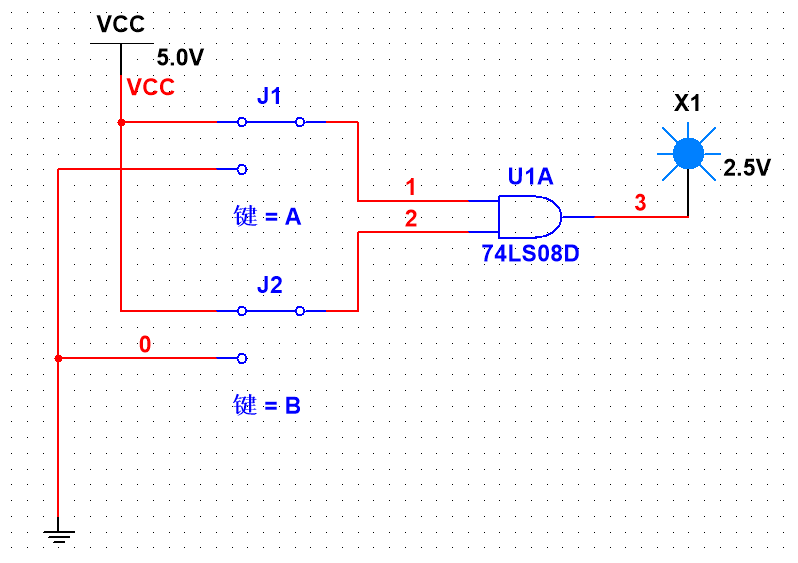 VCC
5.0V
VCC
J1
X1
2.5V
U1A
1
键 = A
2
3
74LS08D
J2
0
键 = B